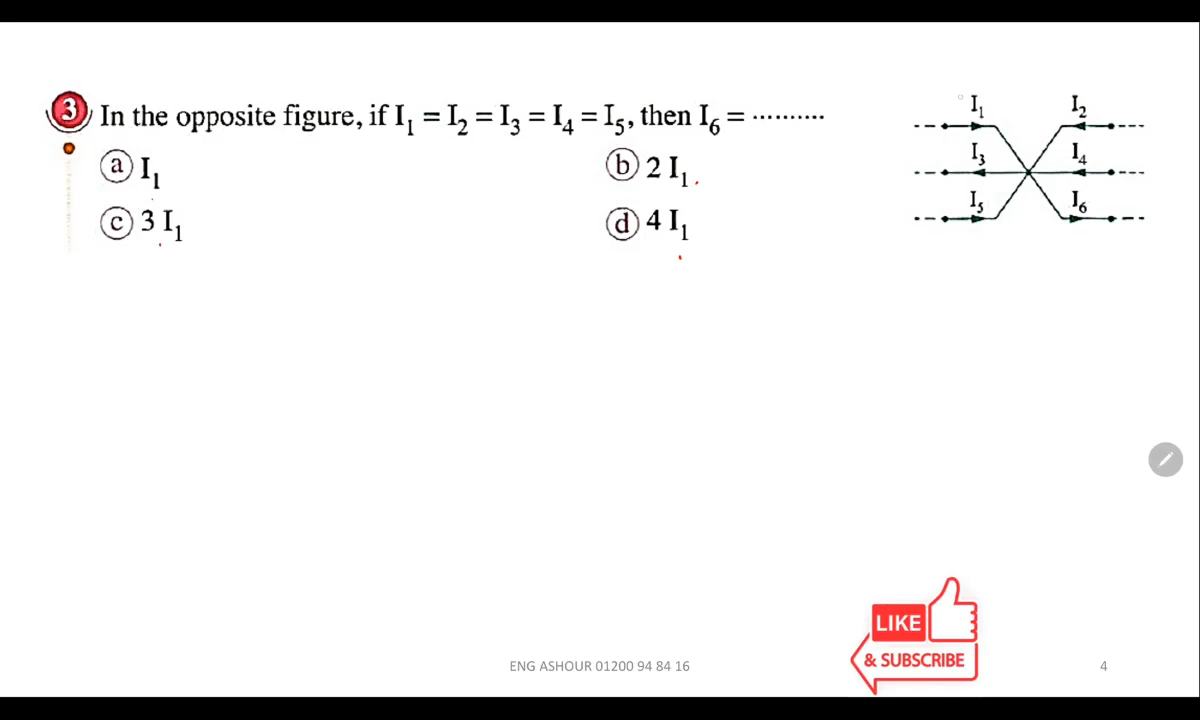 3 In the opposite figure, if I₁ = I₂ = I₃ = I₄ = I₅, then I₆ = ..........
a I₁
b 2 I₁
c 3 I₁
d 4 I₁
I₁ I₂
I₃ I₄
I₅ I₆
LIKE
& SUBSCRIBE
ENG ASHOUR 01200 94 84 16
4